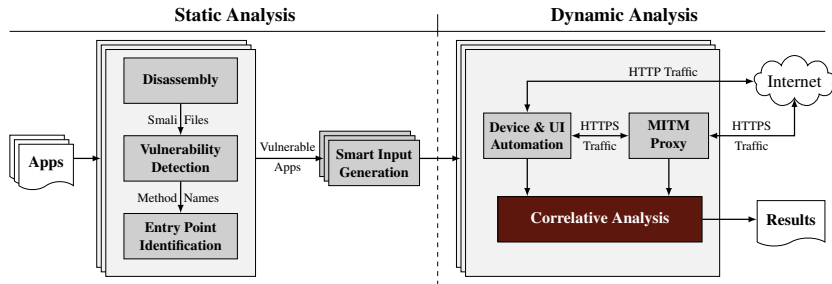 Static Analysis
Dynamic Analysis
Disassembly
Smali Files
Vulnerability
Detection
Method Names
Entry Point
Identification
Apps
Vulnerable
Apps
Smart Input
Generation
HTTP Traffic
Internet
Device & UI
Automation
HTTPS
Traffic
MITM
Proxy
HTTPS
Traffic
Correlative Analysis
Results